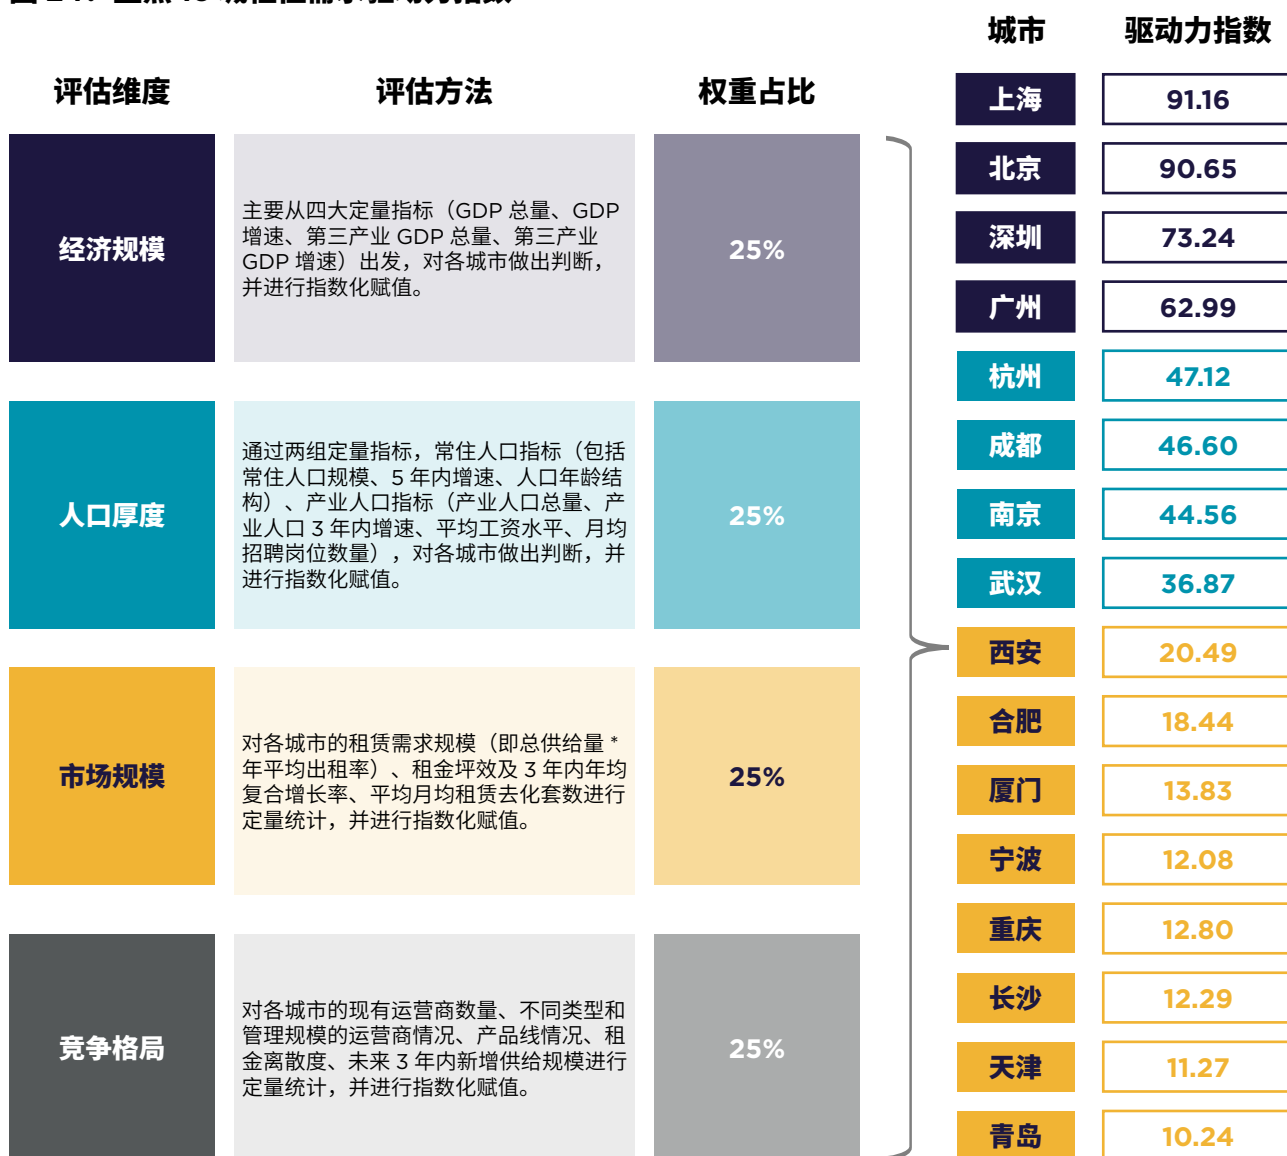 城市 驱动力指数
评估维度 评估方法 权重占比
经济规模
主要从四大定量指标（GDP 总量、GDP
增速、第三产业 GDP 总量、第三产业
GDP 增速）出发，对各城市做出判断，
并进行指数化赋值。
25%
人口厚度
通过两组定量指标，常住人口指标（包括
常住人口规模、5 年内增速、人口年龄结
构）、产业人口指标（产业人口总量、产
业人口 3 年内增速、平均工资水平、月均
招聘岗位数量），对各城市做出判断，并
进行指数化赋值。
25%
市场规模
对各城市的租赁需求规模（即总供给量 *
年平均出租率）、租金坪效及 3 年内年均
复合增长率、平均月均租赁去化套数进行
定量统计，并进行指数化赋值。
25%
竞争格局
对各城市的现有运营商数量、不同类型和
管理规模的运营商情况、产品线情况、租
金离散度、未来 3 年内新增供给规模进行
定量统计，并进行指数化赋值。
25%
上海 91.16
北京 90.65
深圳 73.24
广州 62.99
杭州 47.12
成都 46.60
南京 44.56
武汉 36.87
西安 20.49
合肥 18.44
厦门 13.83
宁波 12.08
重庆 12.80
长沙 12.29
天津 11.27
青岛 10.24